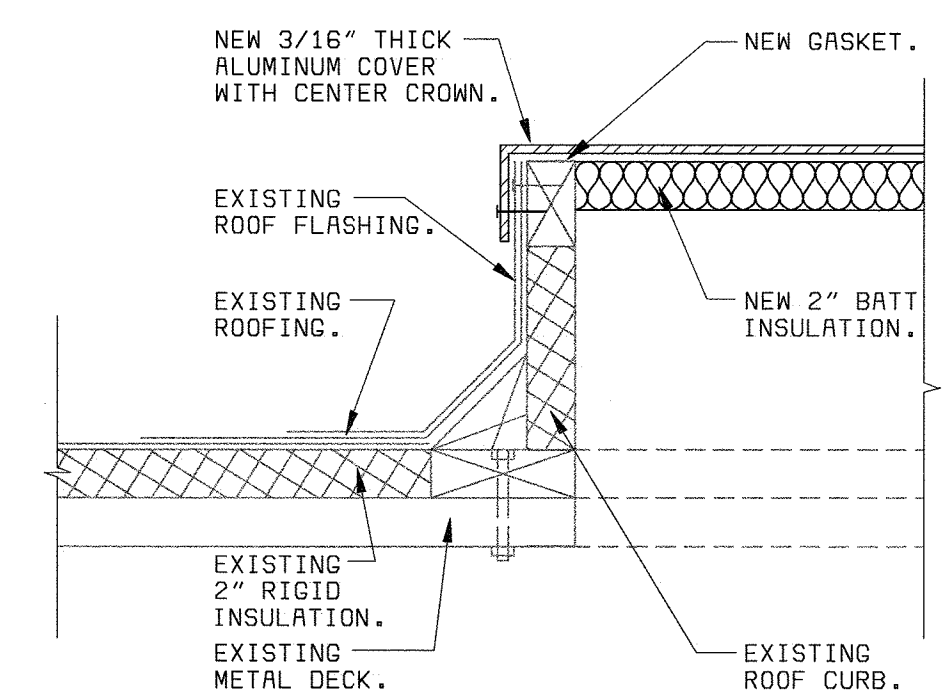 NEW 3/16" THICK
ALUMINUM COVER
WITH CENTER CROWN.
NEW GASKET.
EXISTING
ROOF FLASHING.
EXISTING
ROOFING.
NEW 2" BATT
INSULATION.
EXISTING
2" RIGID
INSULATION.
EXISTING
METAL DECK.
EXISTING
ROOF CURB.